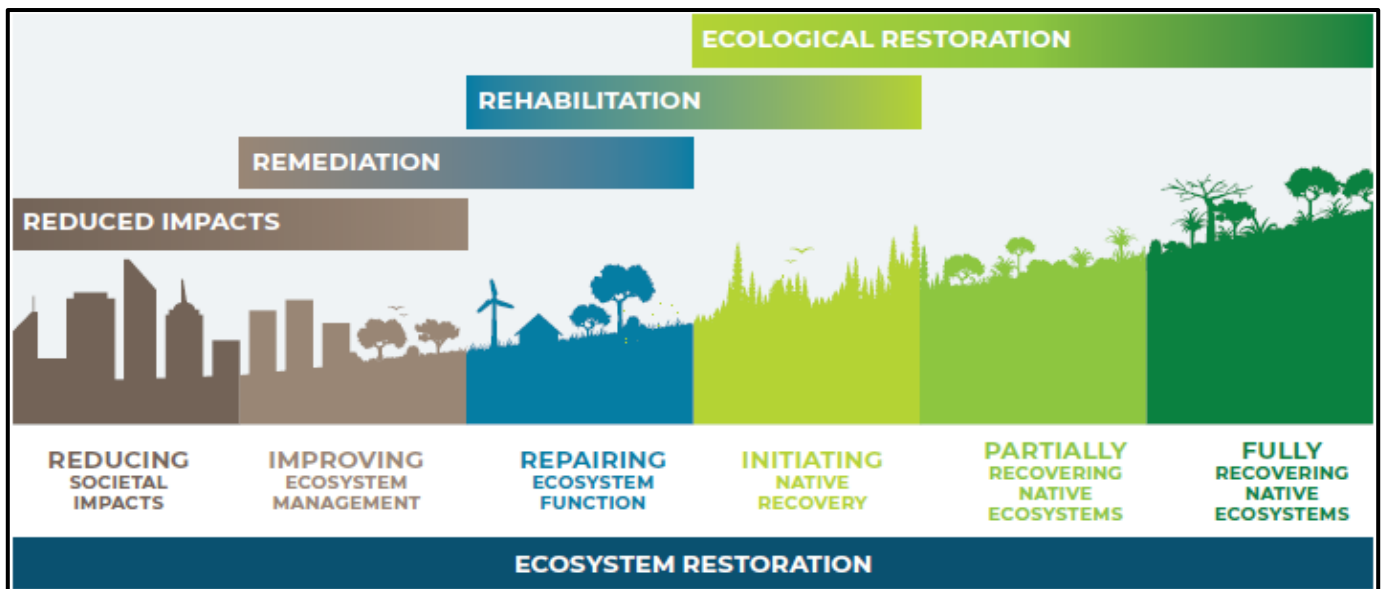 ECOLOGICAL RESTORATION
REHABILITATION
REMEDIATION
REDUCED IMPACTS
REDUCING
SOCIETAL
IMPACTS
IMPROVING
ECOSYSTEM
MANAGEMENT
REPAIRING
ECOSYSTEM
FUNCTION
INITIATING
NATIVE
RECOVERY
PARTIALLY
RECOVERING
NATIVE
ECOSYSTEMS
FULLY
RECOVERING
NATIVE
ECOSYSTEMS
ECOSYSTEM RESTORATION